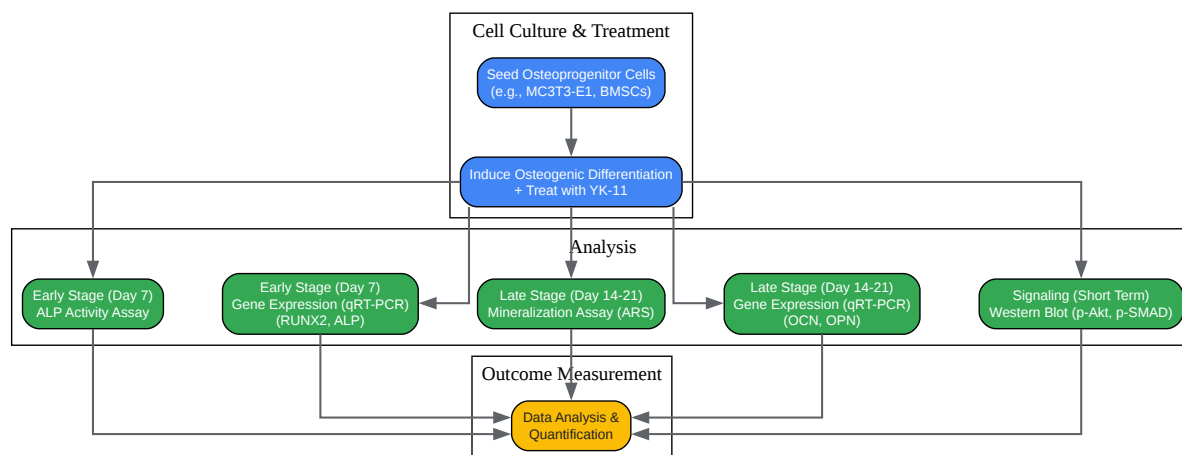 Cell Culture & Treatment
Seed Osteoprogenitor Cells
(e.g., MC3T3-E1, BMSCs)
Induce Osteogenic Differentiation
+ Treat with YK-11
Analysis
Early Stage (Day 7)
ALP Activity Assay
Early Stage (Day 7)
Gene Expression (qRT-PCR)
(RUNX2, ALP)
Late Stage (Day 14-21)
Mineralization Assay (ARS)
Late Stage (Day 14-21)
Gene Expression (qRT-PCR)
(OCN, OPN)
Signaling (Short Term)
Western Blot (p-Akt, p-SMAD)
Outcome Measurement
Data Analysis &
Quantification